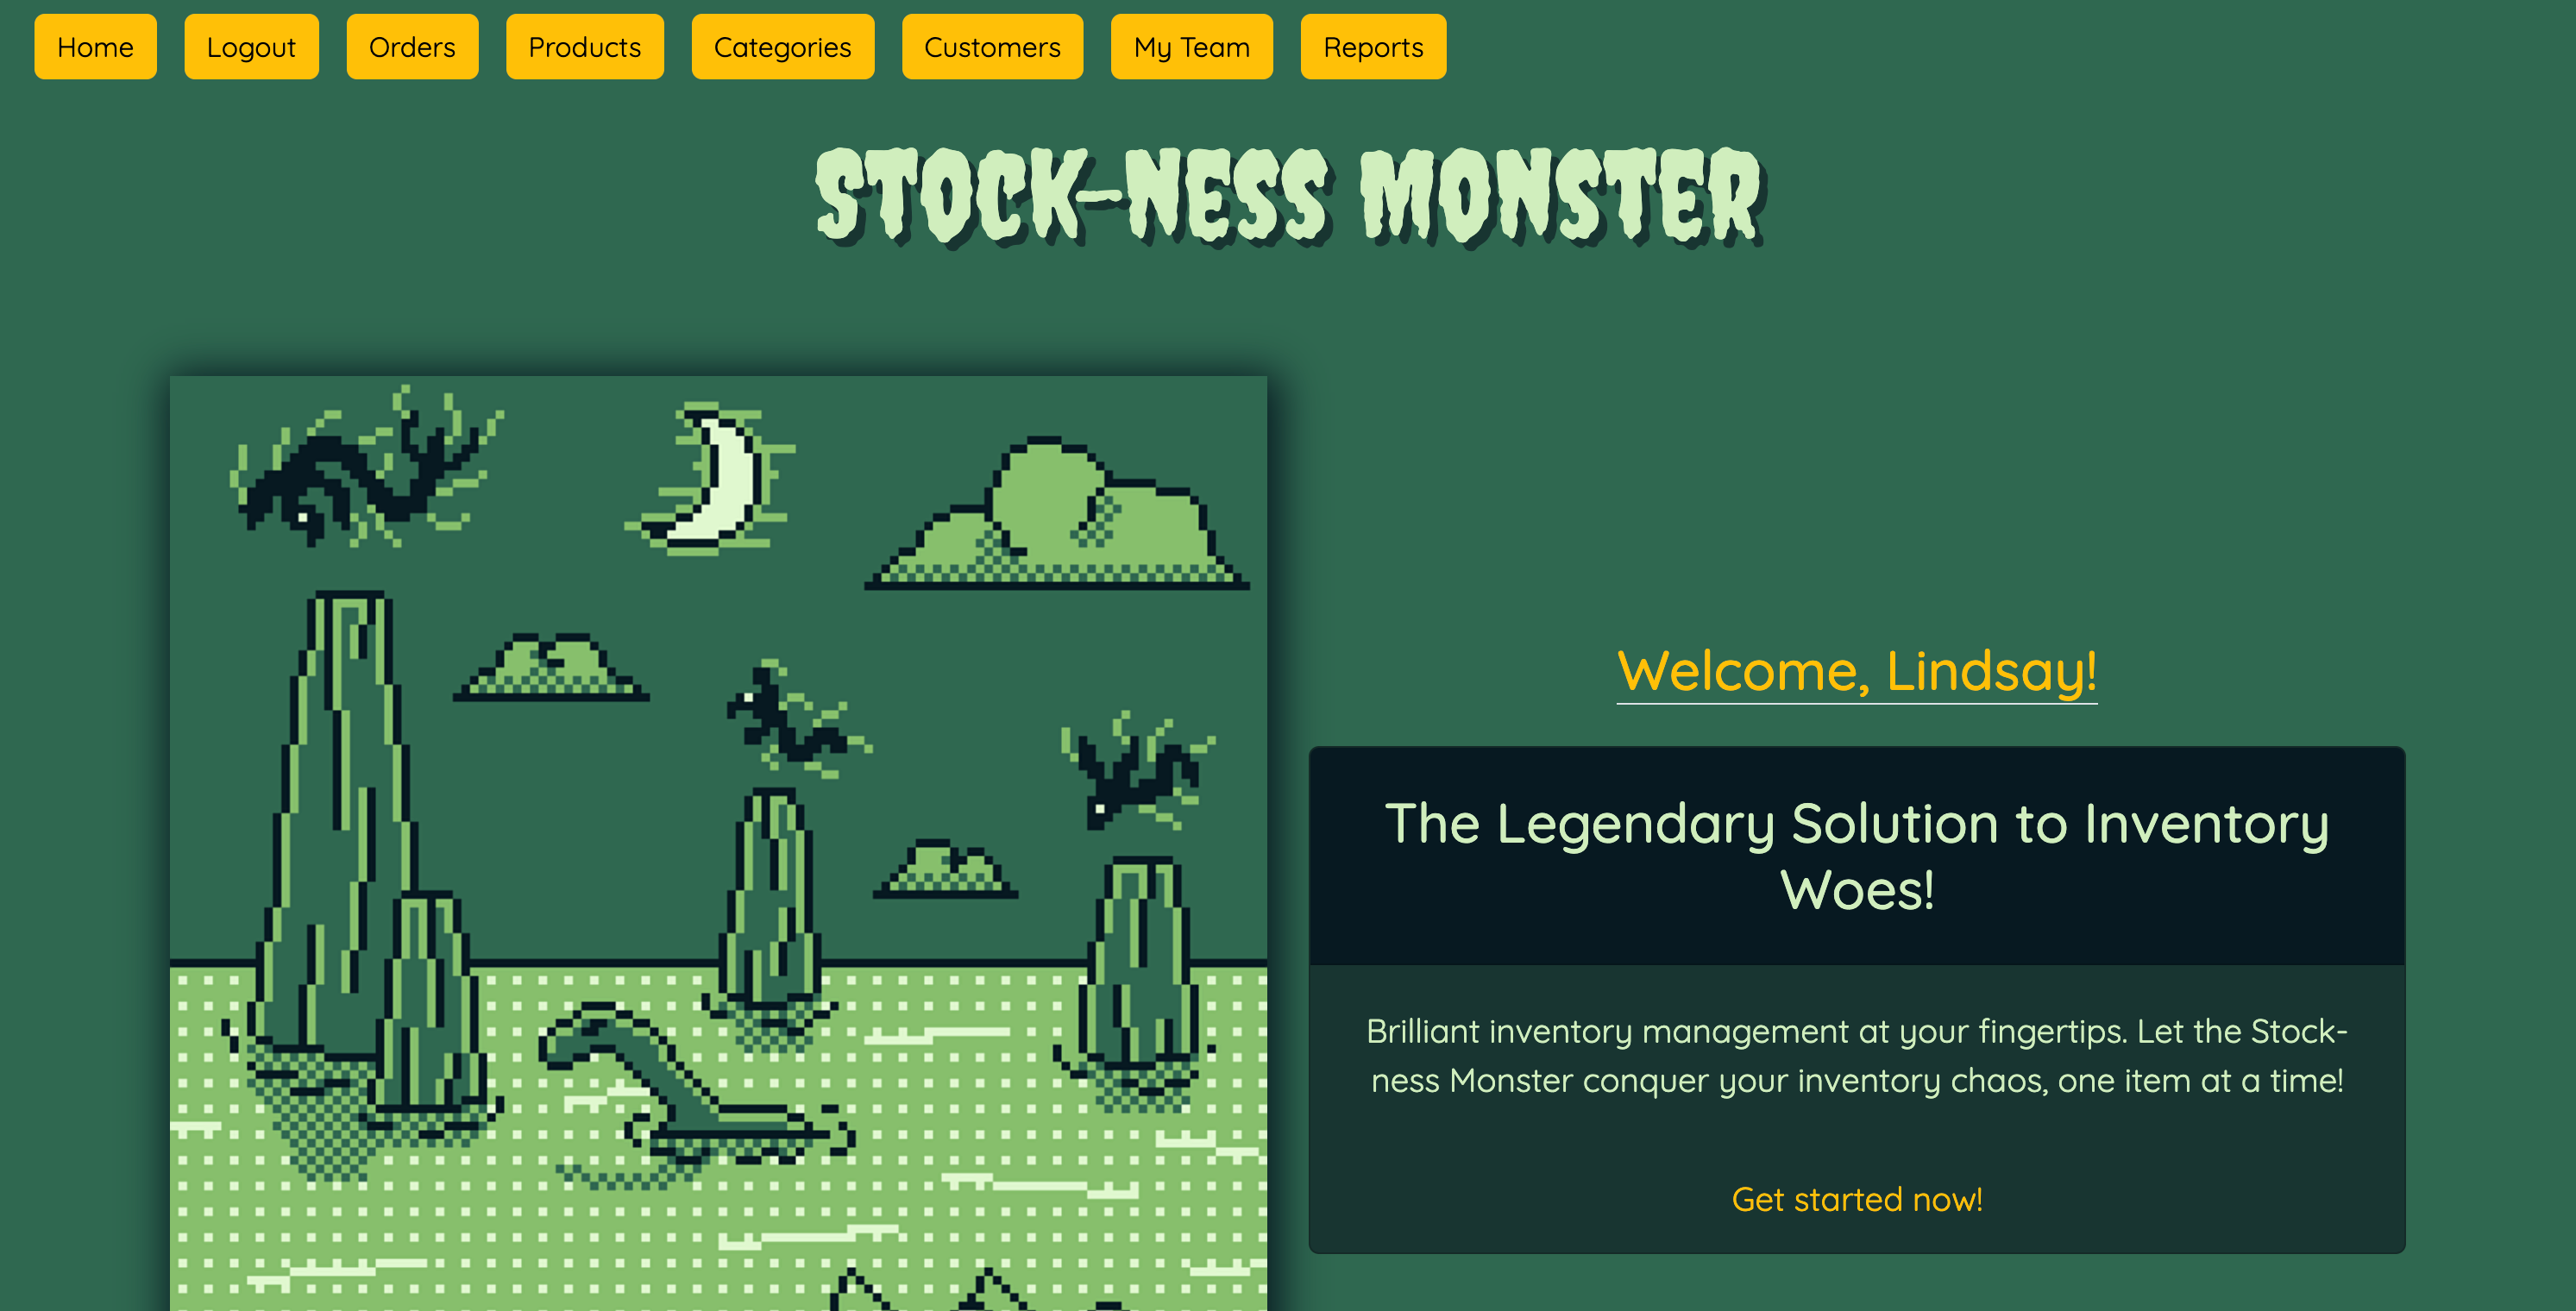 Home Logout Orders Products Categories Customers My Team Reports
STOCK-NESS MONSTER
Welcome, Lindsay!
The Legendary Solution to Inventory
Woes!
Brilliant inventory management at your fingertips. Let the Stock-
ness Monster conquer your inventory chaos, one item at a time!
Get started now!